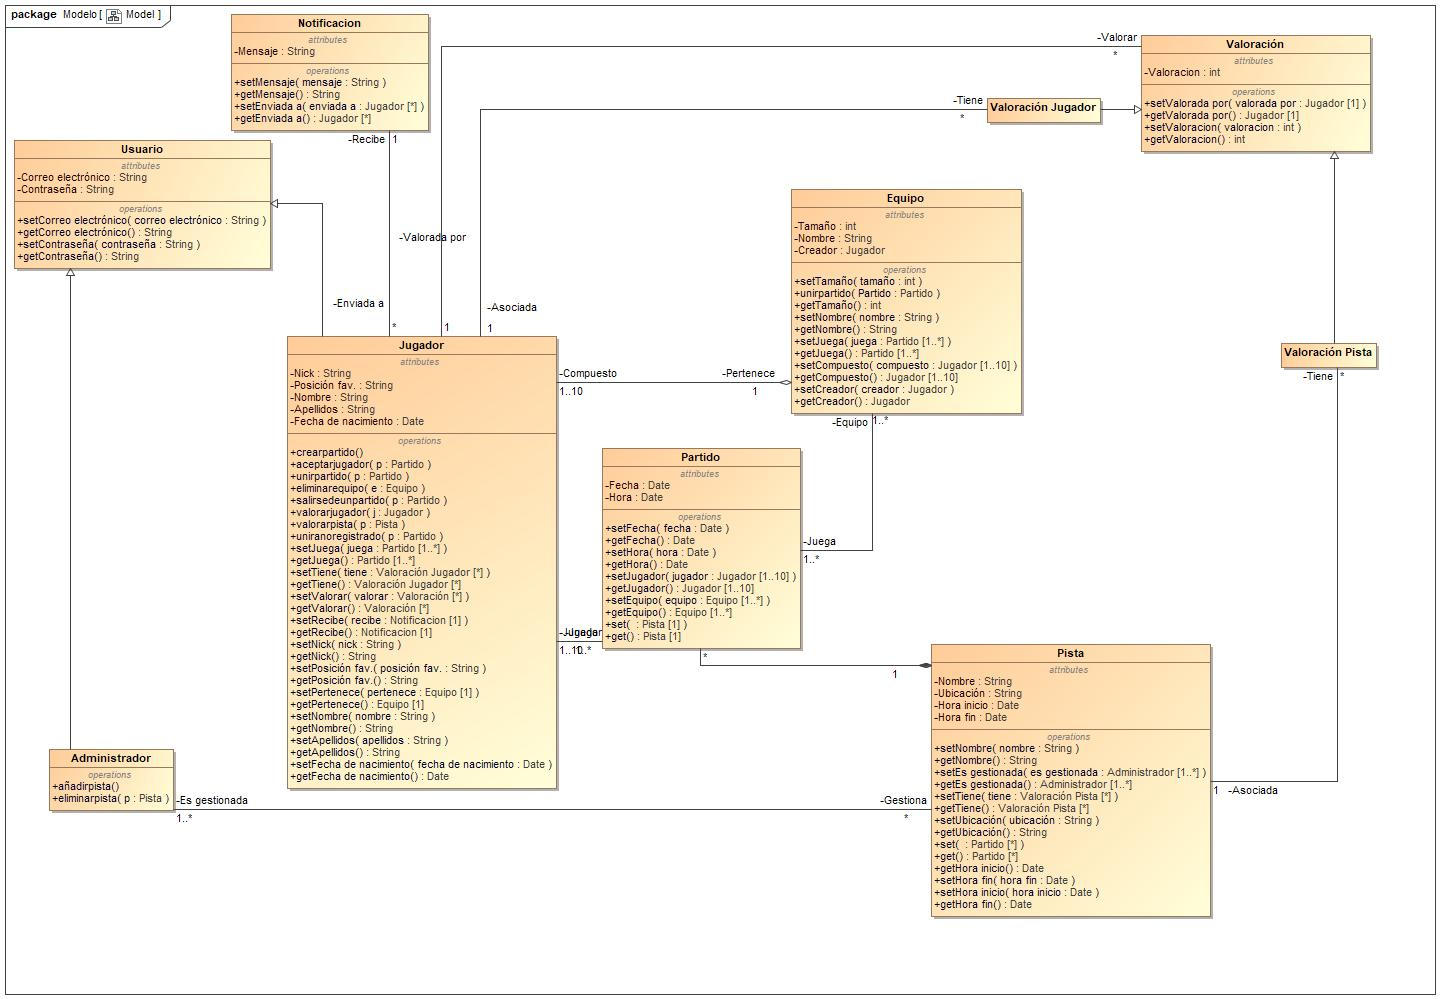 package Modelo [ Model ]
Notificacion
attributes
-Mensaje : String
operations
+setMensaje( mensaje : String )
+getMensaje() : String
+setEnviada a( enviada a : Jugador [*] )
+getEnviada a() : Jugador [*]
-Recibe
1
-Valorar
*
Valoración
attributes
-Valoracion : int
operations
+setValorada por( valorada por : Jugador [1] )
+getValorada por() : Jugador [1]
+setValoracion( valoracion : int )
+getValoracion() : int
-Tiene
*
Valoración Jugador
Usuario
attributes
-Correo electrónico : String
-Contraseña : String
operations
+setCorreo electrónico( correo electrónico : String )
+getCorreo electrónico() : String
+setContraseña( contraseña : String )
+getContraseña() : String
-Valorada por
-Enviada a
*
1
-Asociada
1
Equipo
attributes
-Tamaño : int
-Nombre : String
-Creador : Jugador
operations
+setTamaño( tamaño : int )
+unirpartido( Partido : Partido )
+getTamaño() : int
+setNombre( nombre : String )
+getNombre() : String
+setJuega( juega : Partido [1..*] )
+getJuega() : Partido [1..*]
+setCompuesto( compuesto : Jugador [1..10] )
+getCompuesto() : Jugador [1..10]
+setCreador( creador : Jugador )
+getCreador() : Jugador
-Equipo
1..*
Valoración Pista
-Tiene
*
Jugador
attributes
-Nick : String
-Posición fav. : String
-Nombre : String
-Apellidos : String
-Fecha de nacimiento : Date
operations
+crearpartido()
+aceptarjugador( p : Partido )
+unirpartido( p : Partido )
+eliminarequipo( e : Equipo )
+salirsedeunpartido( p : Partido )
+valorarjugador( j : Jugador )
+valorarpista( p : Pista )
+uniranoregistrado( p : Partido )
+setJuega( juega : Partido [1..*] )
+getJuega() : Partido [1..*]
+setTiene( tiene : Valoración Jugador [*] )
+getTiene() : Valoración Jugador [*]
+setValorar( valorar : Valoración [*] )
+getValorar() : Valoración [*]
+setRecibe( recibe : Notificacion [1] )
+getRecibe() : Notificacion [1]
+setNick( nick : String )
+getNick() : String
+setPosición fav.( posición fav. : String )
+getPosición fav.() : String
+setPertenece( pertenece : Equipo [1] )
+getPertenece() : Equipo [1]
+setNombre( nombre : String )
+getNombre() : String
+setApellidos( apellidos : String )
+getApellidos() : String
+setFecha de nacimiento( fecha de nacimiento : Date )
+getFecha de nacimiento() : Date
-Compuesto
1..10
-Pertenece
1
Partido
attributes
-Fecha : Date
-Hora : Date
operations
+setFecha( fecha : Date )
+getFecha() : Date
+setHora( hora : Date )
+getHora() : Date
+setJugador( jugador : Jugador [1..10] )
+getJugador() : Jugador [1..10]
+setEquipo( equipo : Equipo [1..*] )
+getEquipo() : Equipo [1..*]
+set( : Pista [1] )
+get() : Pista [1]
-Juega
1..*
*
1
Pista
attributes
-Nombre : String
-Ubicación : String
-Hora inicio : Date
-Hora fin : Date
operations
+setNombre( nombre : String )
+getNombre() : String
+setEs gestionada( es gestionada : Administrador [1..*] )
+getEs gestionada() : Administrador [1..*]
+setTiene( tiene : Valoración Pista [*] )
+getTiene() : Valoración Pista [*]
+setUbicación( ubicación : String )
+getUbicación() : String
+set( : Partido [*] )
+get() : Partido [*]
+getHora inicio() : Date
+setHora fin( hora fin : Date )
+setHora inicio( hora inicio : Date )
+getHora fin() : Date
1
-Asociada
Administrador
operations
+añadirpista()
+eliminarpista( p : Pista )
-Es gestionada
1..*
-Gestiona
*